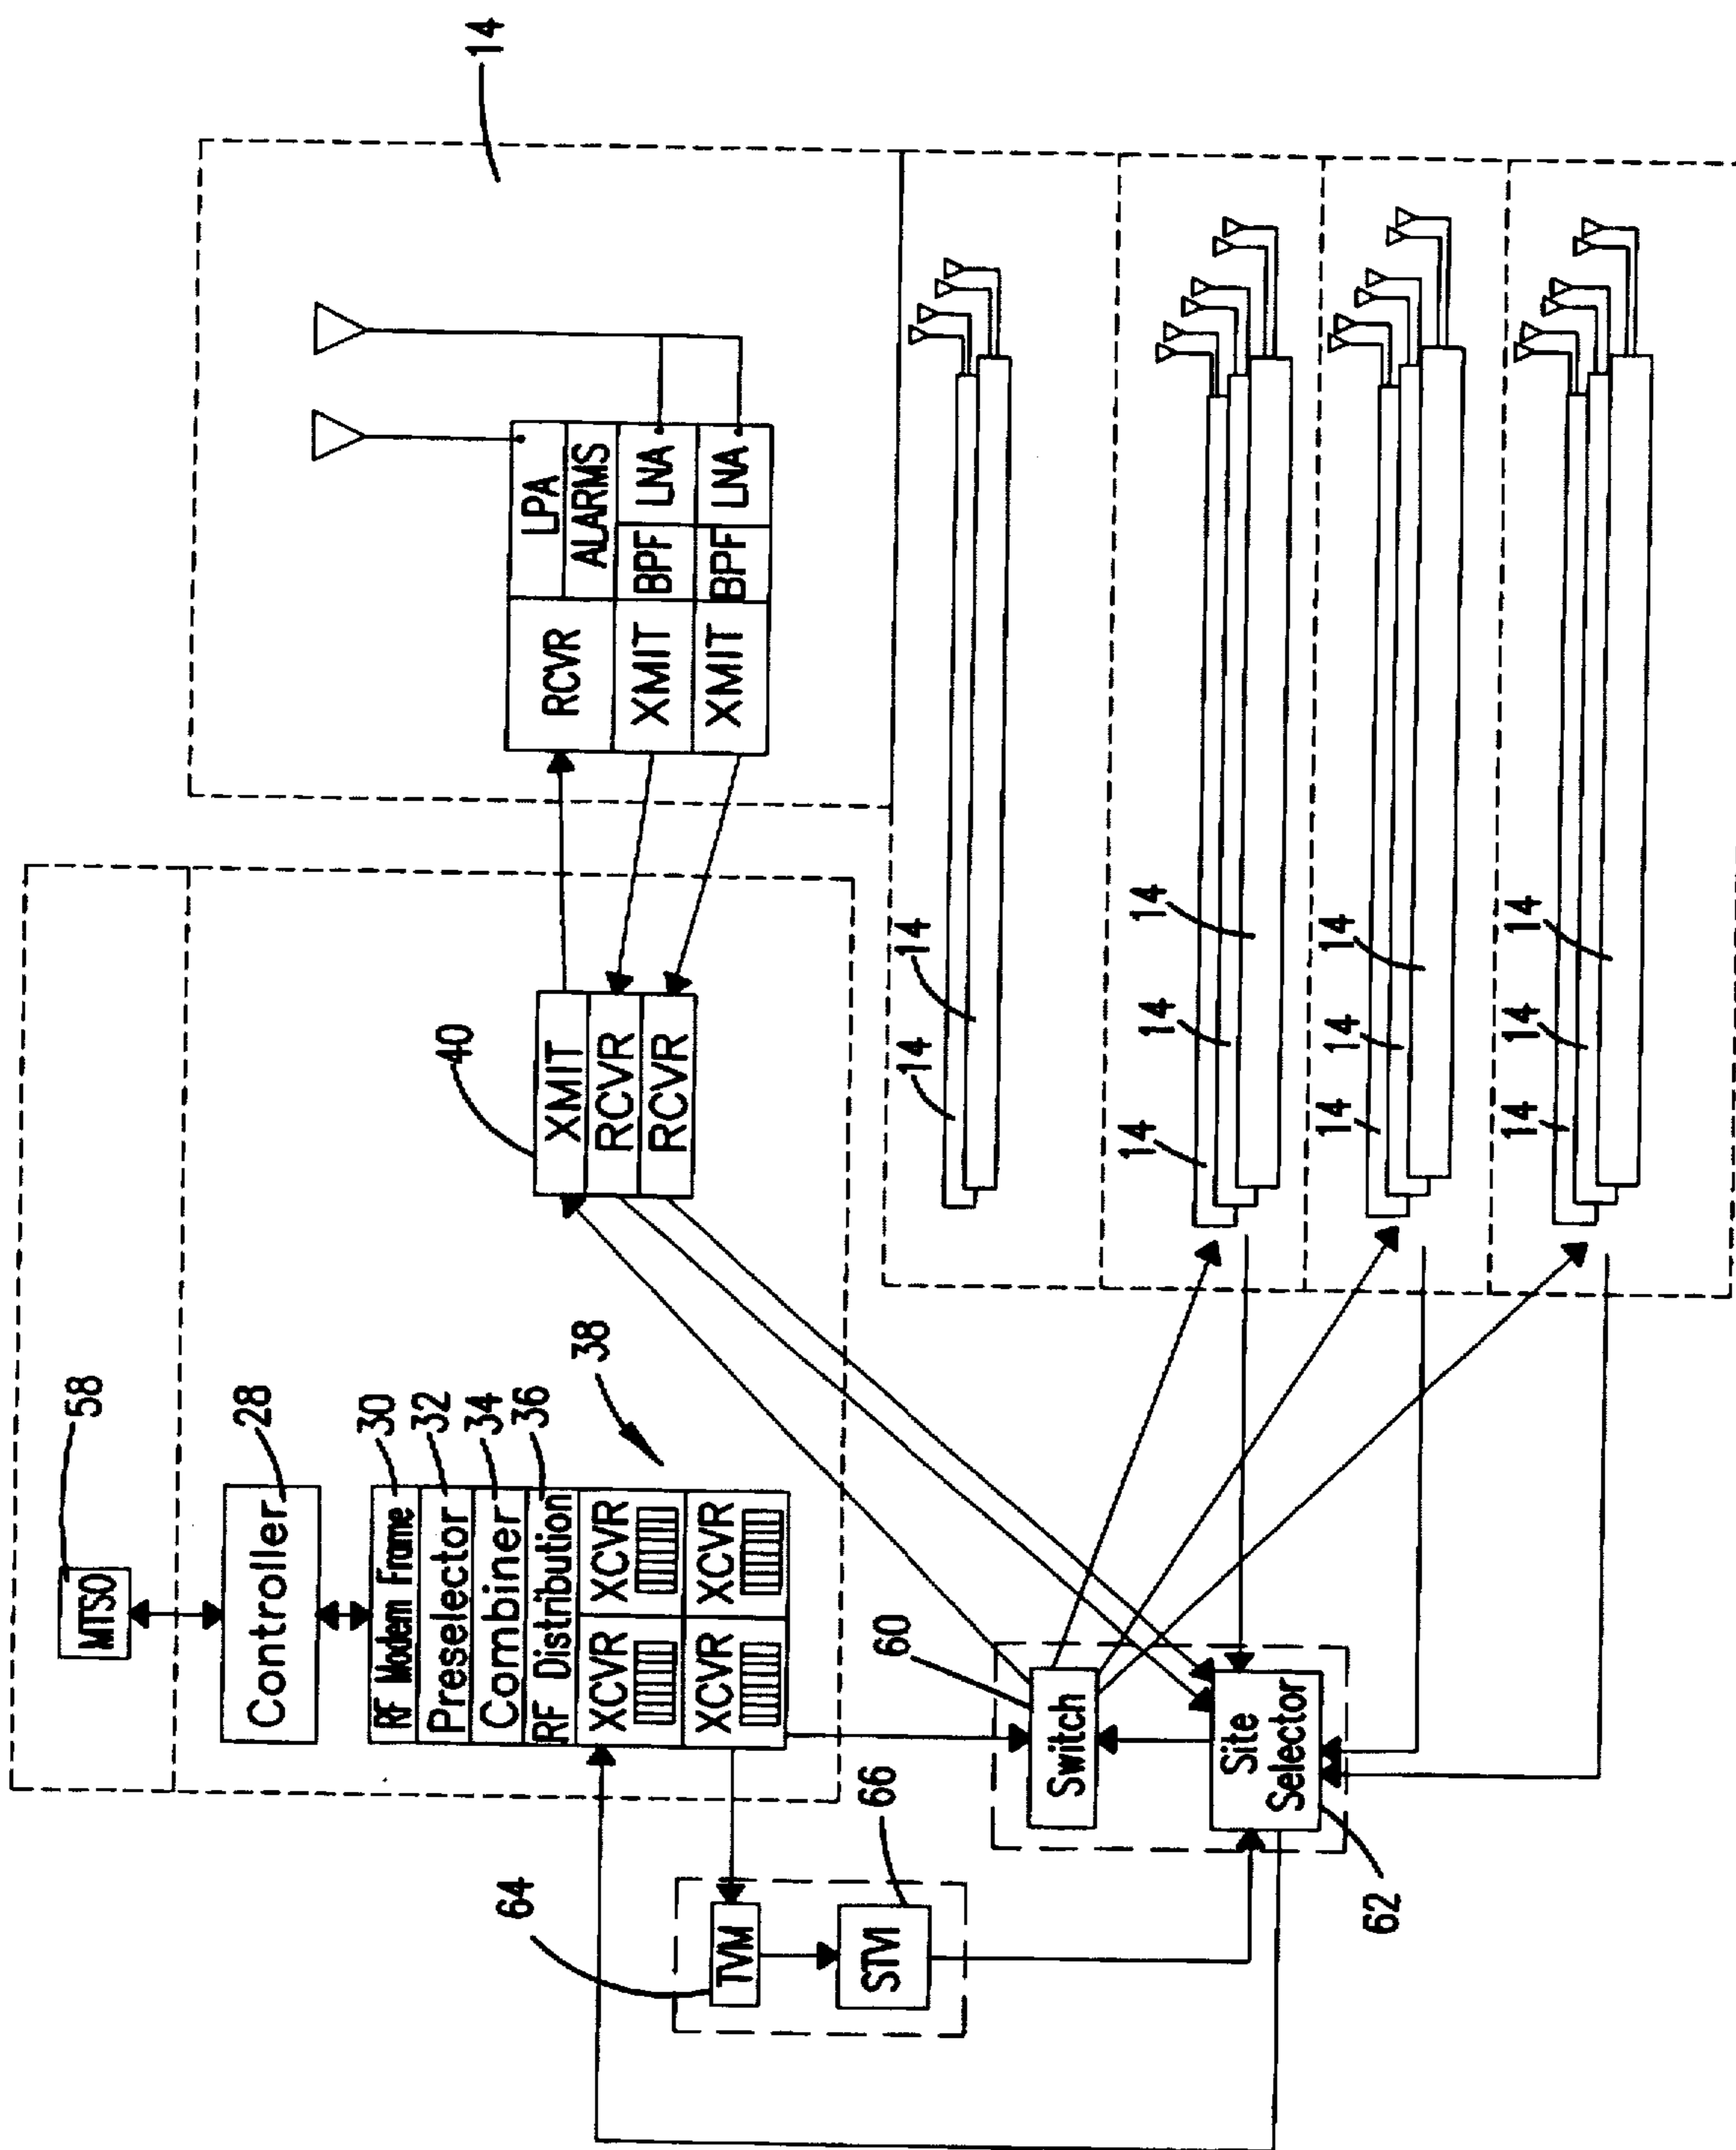 58
MTSO
28
Controller
30
32
34
36
38
RF Modem Frame
Preselector
Combiner
RF Distribution
XCVR
XCVR
XCVR
XCVR
40
XMIT
RCVR
RCVR
14
RCVR
LPA
ALARMS
XMIT
BPF
LNA
XMIT
BPF
LNA
64
TVM
66
STVI
60
Switch
Site
Selector
62
14
14
14
14
14
14
14
14
14
14
14